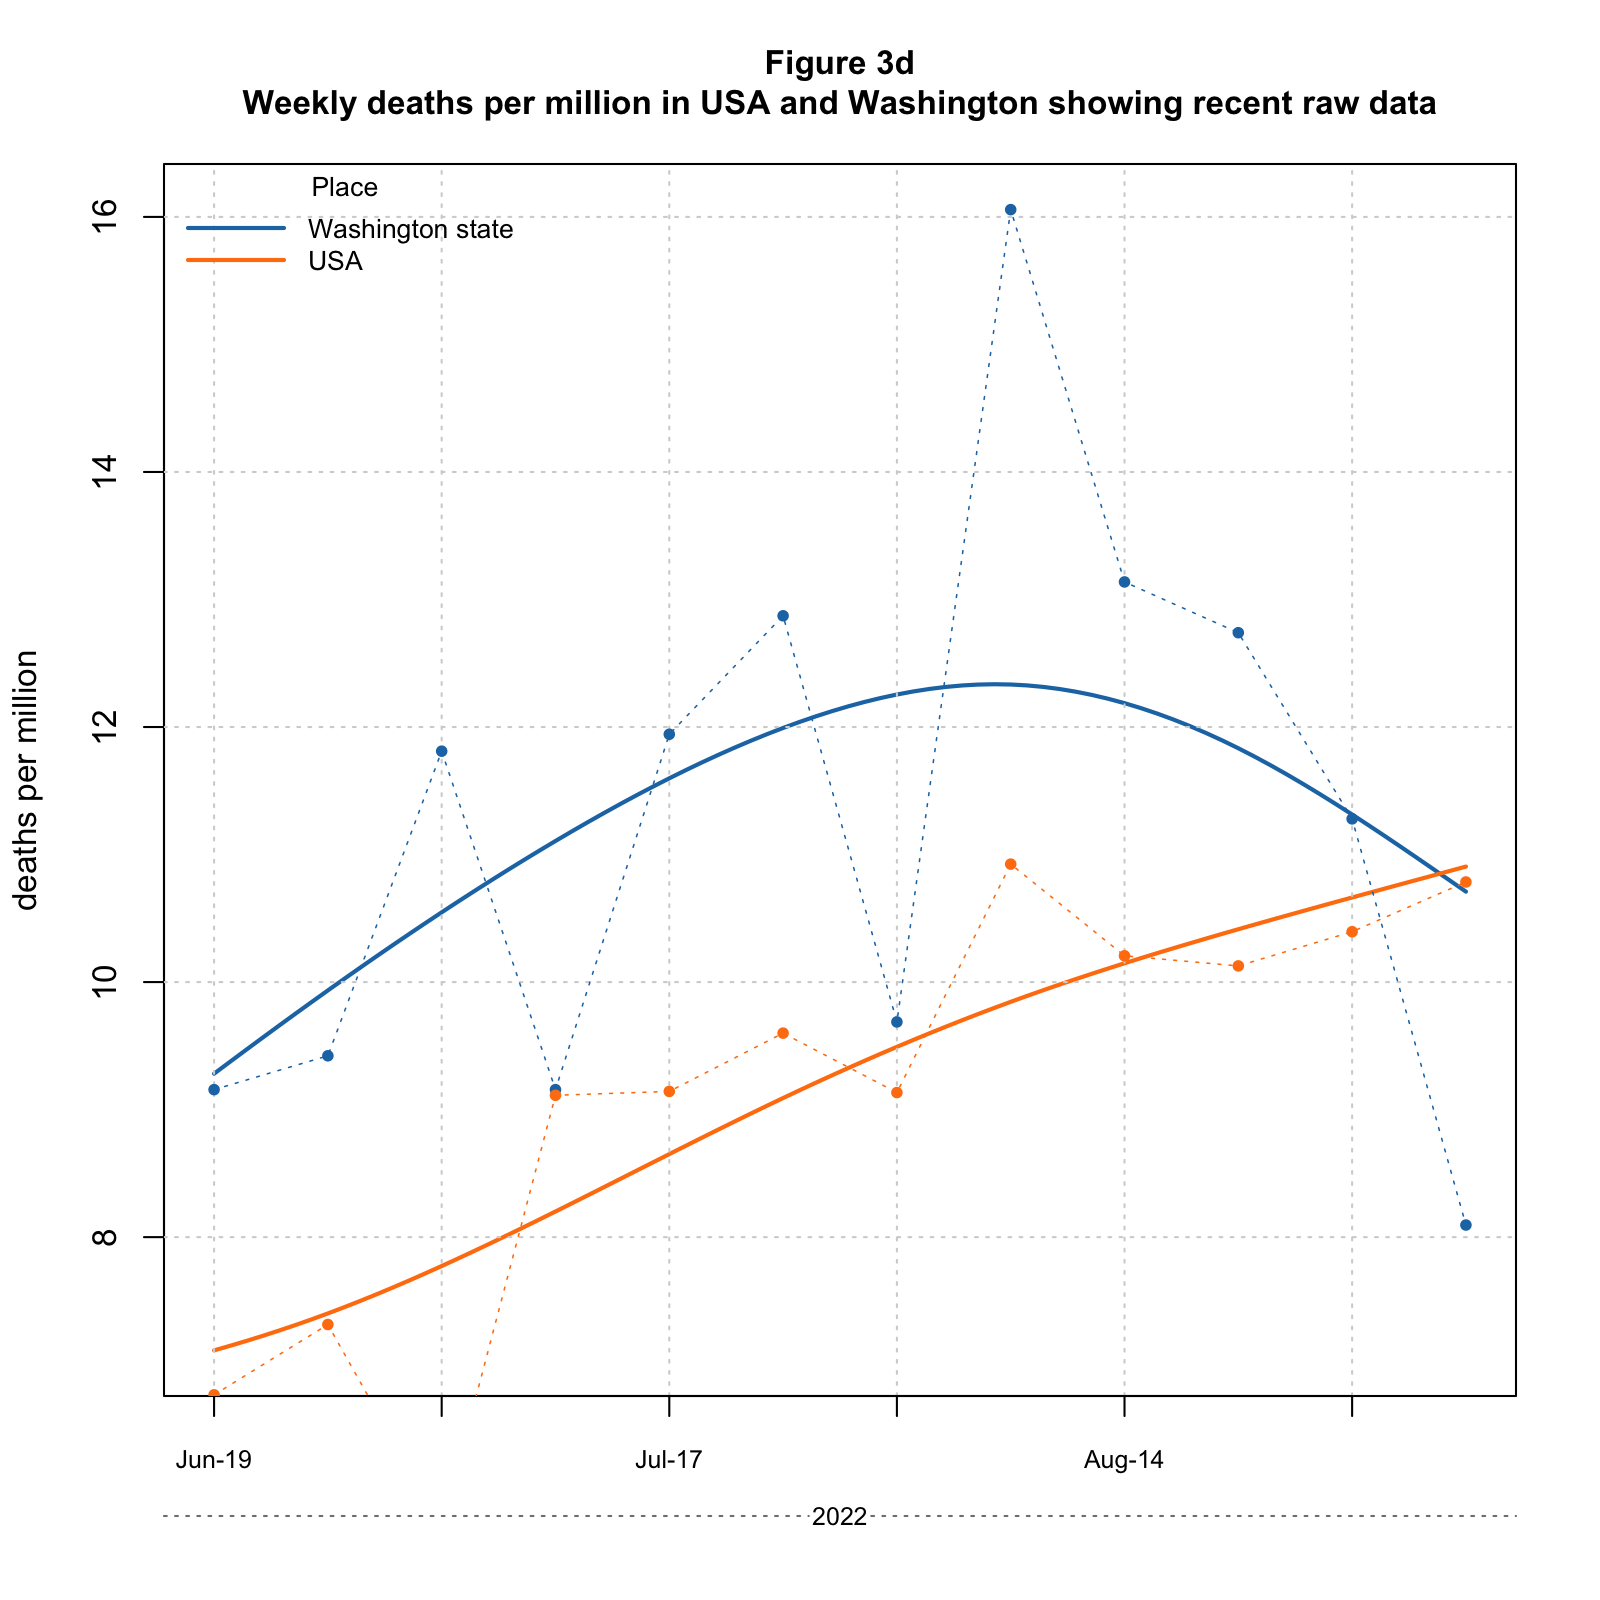 Figure 3d
Weekly deaths per million in USA and Washington showing recent raw data
Place
Washington state
USA
deaths per million
16
14
12
10
8
Jun-19
Jul-17
Aug-14
2022